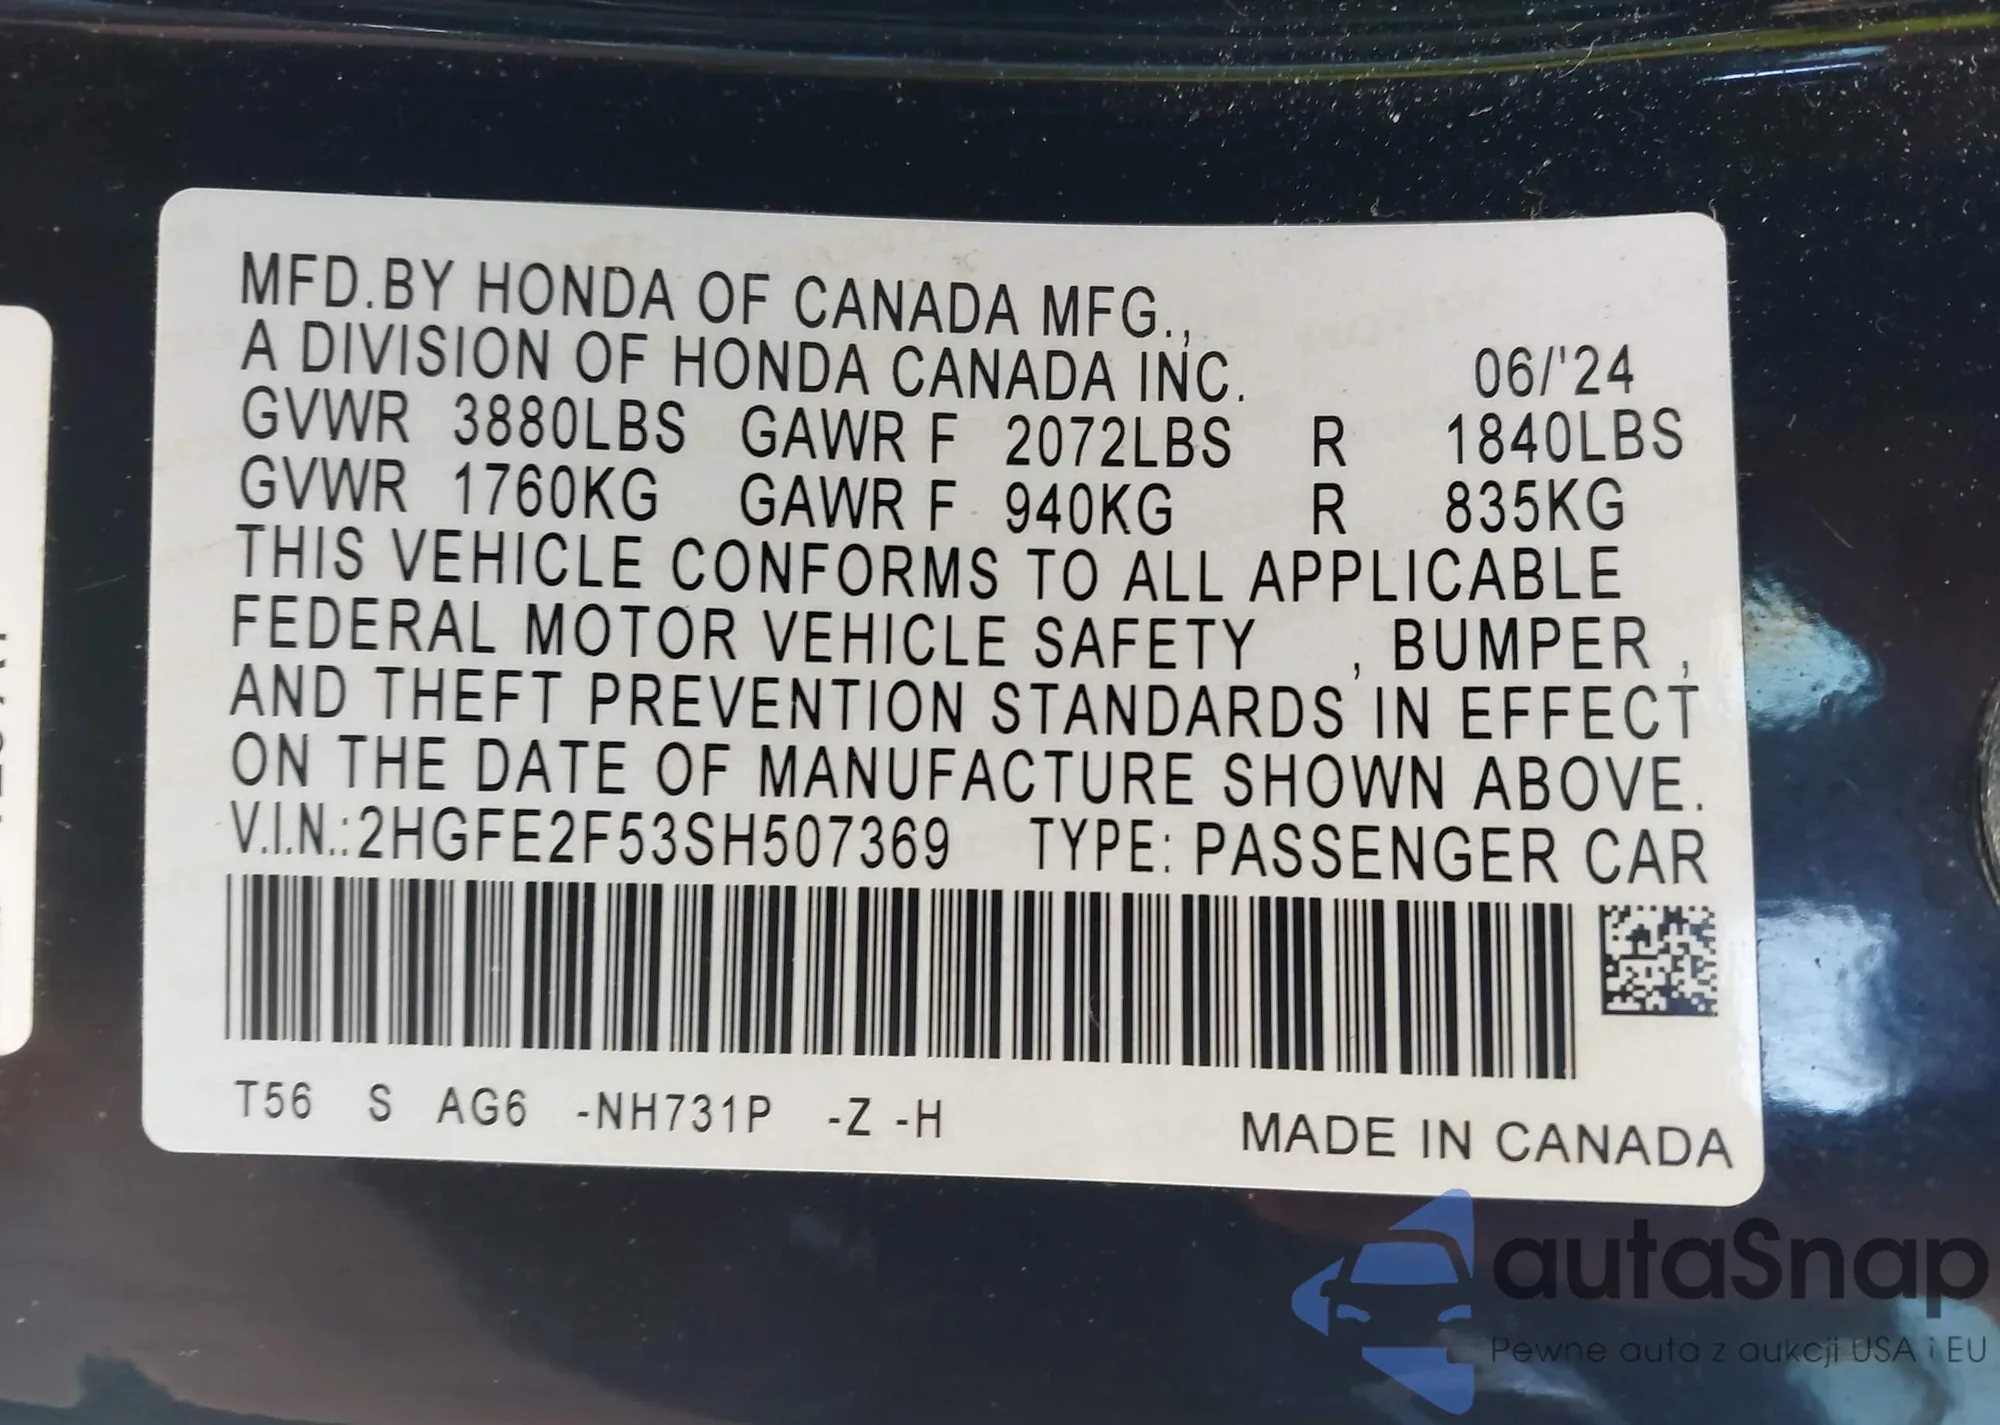 MFD.BY HONDA OF CANADA MFG.,
A DIVISION OF HONDA CANADA INC. 06/'24
GVWR 3880LBS GAWR F 2072LBS R 1840LBS
GVWR 1760KG GAWR F 940KG R 835KG
THIS VEHICLE CONFORMS TO ALL APPLICABLE
FEDERAL MOTOR VEHICLE SAFETY , BUMPER ,
AND THEFT PREVENTION STANDARDS IN EFFECT
ON THE DATE OF MANUFACTURE SHOWN ABOVE.
V.I.N.:2HGFE2F53SH507369 TYPE: PASSENGER CAR
T56 S AG6 -NH731P -Z -H
MADE IN CANADA
autaSnap
Pewne auta z aukcji USA i EU